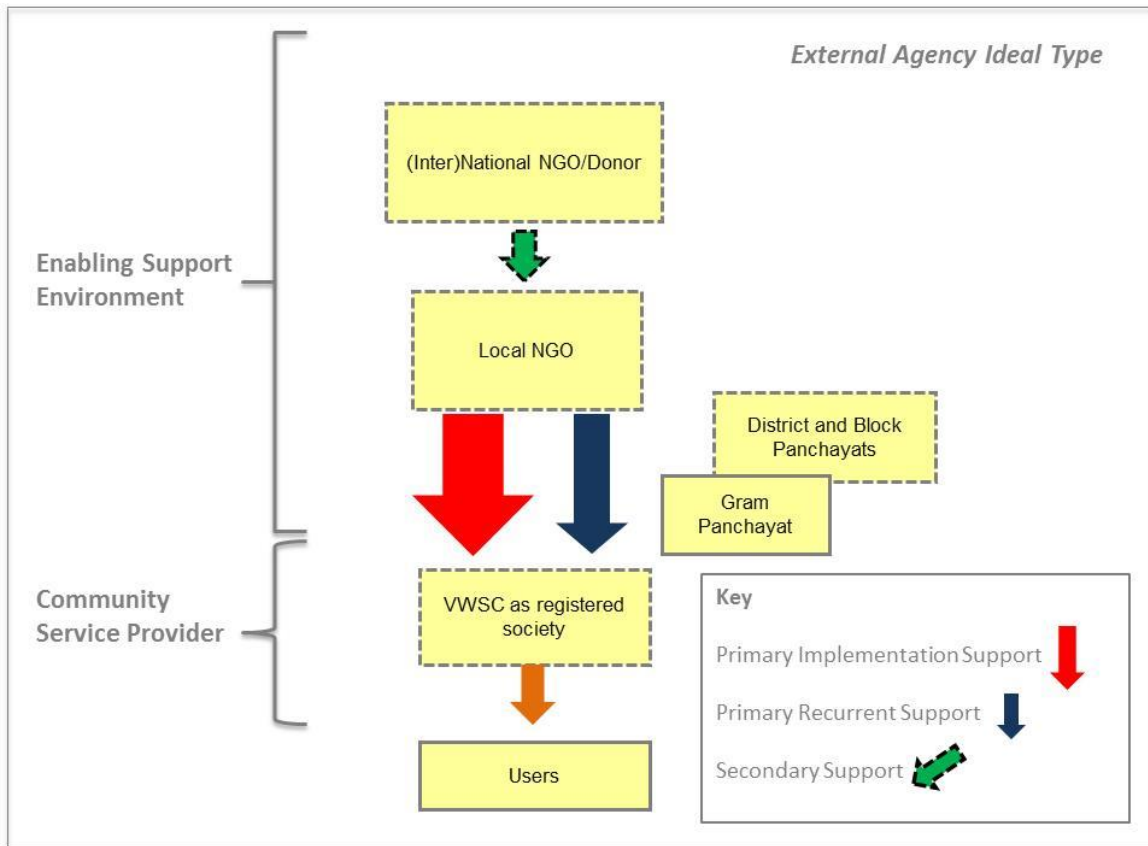 External Agency Ideal Type
(Inter)National NGO/Donor
Enabling Support
Environment
Local NGO
District and Block
Panchayats
Gram
Panchayat
Community
Service Provider
VWSC as registered
society
Users
Key
Primary Implementation Support
Primary Recurrent Support
Secondary Support